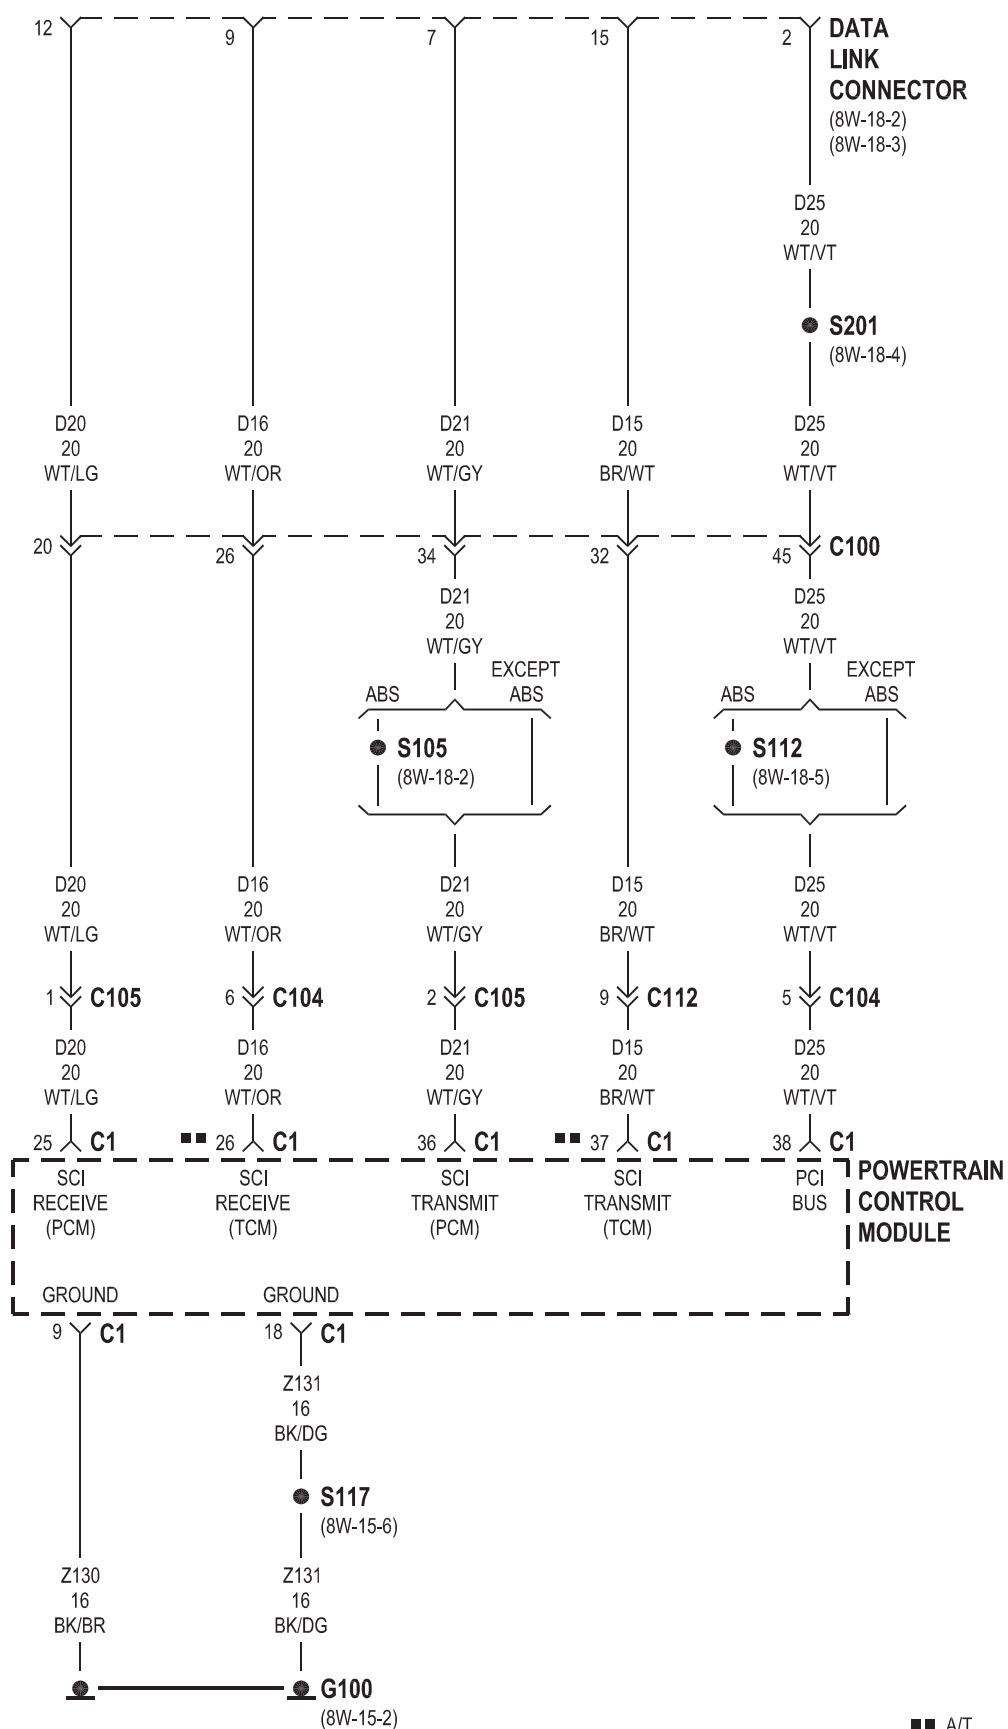 12 9 7 15 2 DATA
LINK
CONNECTOR
(8W-18-2)
(8W-18-3)
D25
20
WT/VT
S201
(8W-18-4)
D20 D16 D21 D15 D25
20 20 20 20 20
WT/LG WT/OR WT/GY BR/WT WT/VT
20 26 34 32 45 C100
D21 D25
20 20
WT/GY WT/VT
EXCEPT EXCEPT
ABS ABS ABS ABS
S105 S112
(8W-18-2) (8W-18-5)
D20 D16 D21 D15 D25
20 20 20 20 20
WT/LG WT/OR WT/GY BR/WT WT/VT
1 C105 6 C104 2 C105 9 C112 5 C104
D20 D16 D21 D15 D25
20 20 20 20 20
WT/LG WT/OR WT/GY BR/WT WT/VT
25 C1 ■■ 26 C1 36 C1 ■■ 37 C1 38 C1
SCI SCI SCI SCI PCI POWERTRAIN
RECEIVE RECEIVE TRANSMIT TRANSMIT BUS CONTROL
(PCM) (TCM) (PCM) (TCM) MODULE
GROUND GROUND
9 C1 18 C1
Z131
16
BK/DG
S117
(8W-15-6)
Z130 Z131
16 16
BK/BR BK/DG
G100
(8W-15-2)
■■ A/T